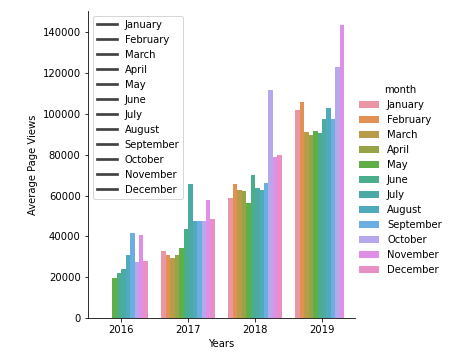 140000
120000
100000
80000
60000
40000
20000
0
Average Page Views
2016 2017 2018 2019
Years
January
February
March
April
May
June
July
August
September
October
November
December
month
January
February
March
April
May
June
July
August
September
October
November
December